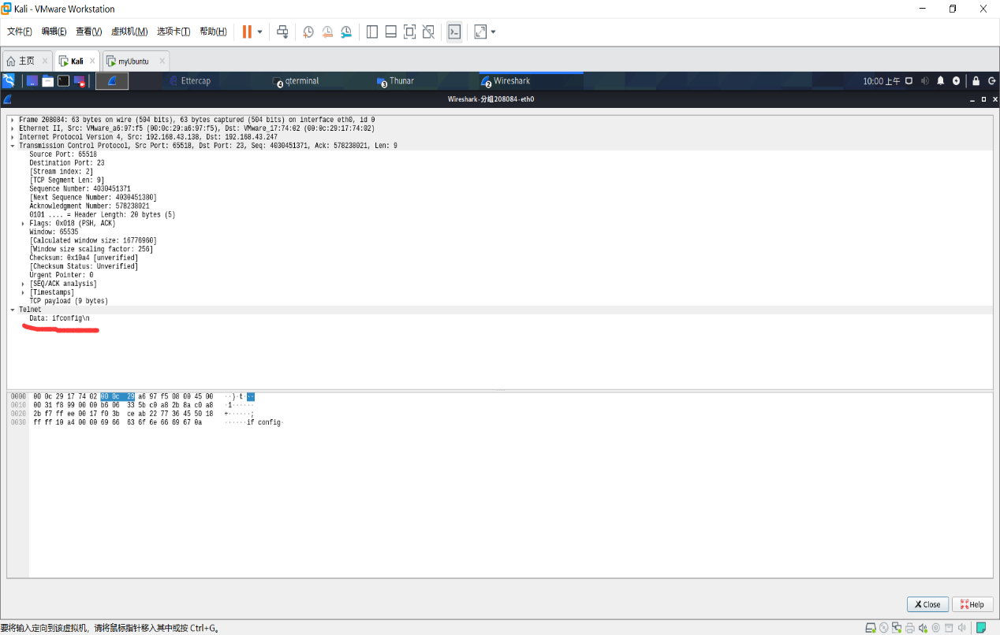 Kali - VMware Workstation
文件(F) 编辑(E) 查看(V) 虚拟机(M) 选项卡(T) 帮助(H)
主页 Kali myUbuntu
Ettercap 4 qterminal 3 Thunar 2 Wireshark 10:00 上午
Wireshark·分组208084·eth0
Frame 208084: 63 bytes on wire (504 bits), 63 bytes captured (504 bits) on interface eth0, id 0
Ethernet II, Src: VMware_a6:97:f5 (00:0c:29:a6:97:f5), Dst: VMware_17:74:02 (00:0c:29:17:74:02)
Internet Protocol Version 4, Src: 192.168.43.138, Dst: 192.168.43.247
Transmission Control Protocol, Src Port: 65518, Dst Port: 23, Seq: 4030451371, Ack: 578238021, Len: 9
Source Port: 65518
Destination Port: 23
[Stream index: 2]
[TCP Segment Len: 9]
Sequence Number: 4030451371
[Next Sequence Number: 4030451380]
Acknowledgment Number: 578238021
0101 .... = Header Length: 20 bytes (5)
Flags: 0x018 (PSH, ACK)
Window: 65535
[Calculated window size: 16776960]
[Window size scaling factor: 256]
Checksum: 0x10a4 [unverified]
[Checksum Status: Unverified]
Urgent Pointer: 0
[SEQ/ACK analysis]
[Timestamps]
TCP payload (9 bytes)
Telnet
Data: ifconfig\n
0000 00 0c 29 17 74 02 00 0c 29 a6 97 f5 08 00 45 00 ··)·t···
0010 00 31 f8 99 00 00 b6 06 33 5b c0 a8 2b 8a c0 a8 ·1······
0020 2b f7 ff ee 00 17 f0 3b ce ab 22 77 36 45 50 18 +······;
0030 ff ff 10 a4 00 00 69 66 63 6f 6e 66 69 67 0a ······if config·
Close Help
要将输入定向到该虚拟机，请将鼠标指针移入其中或按 Ctrl+G。